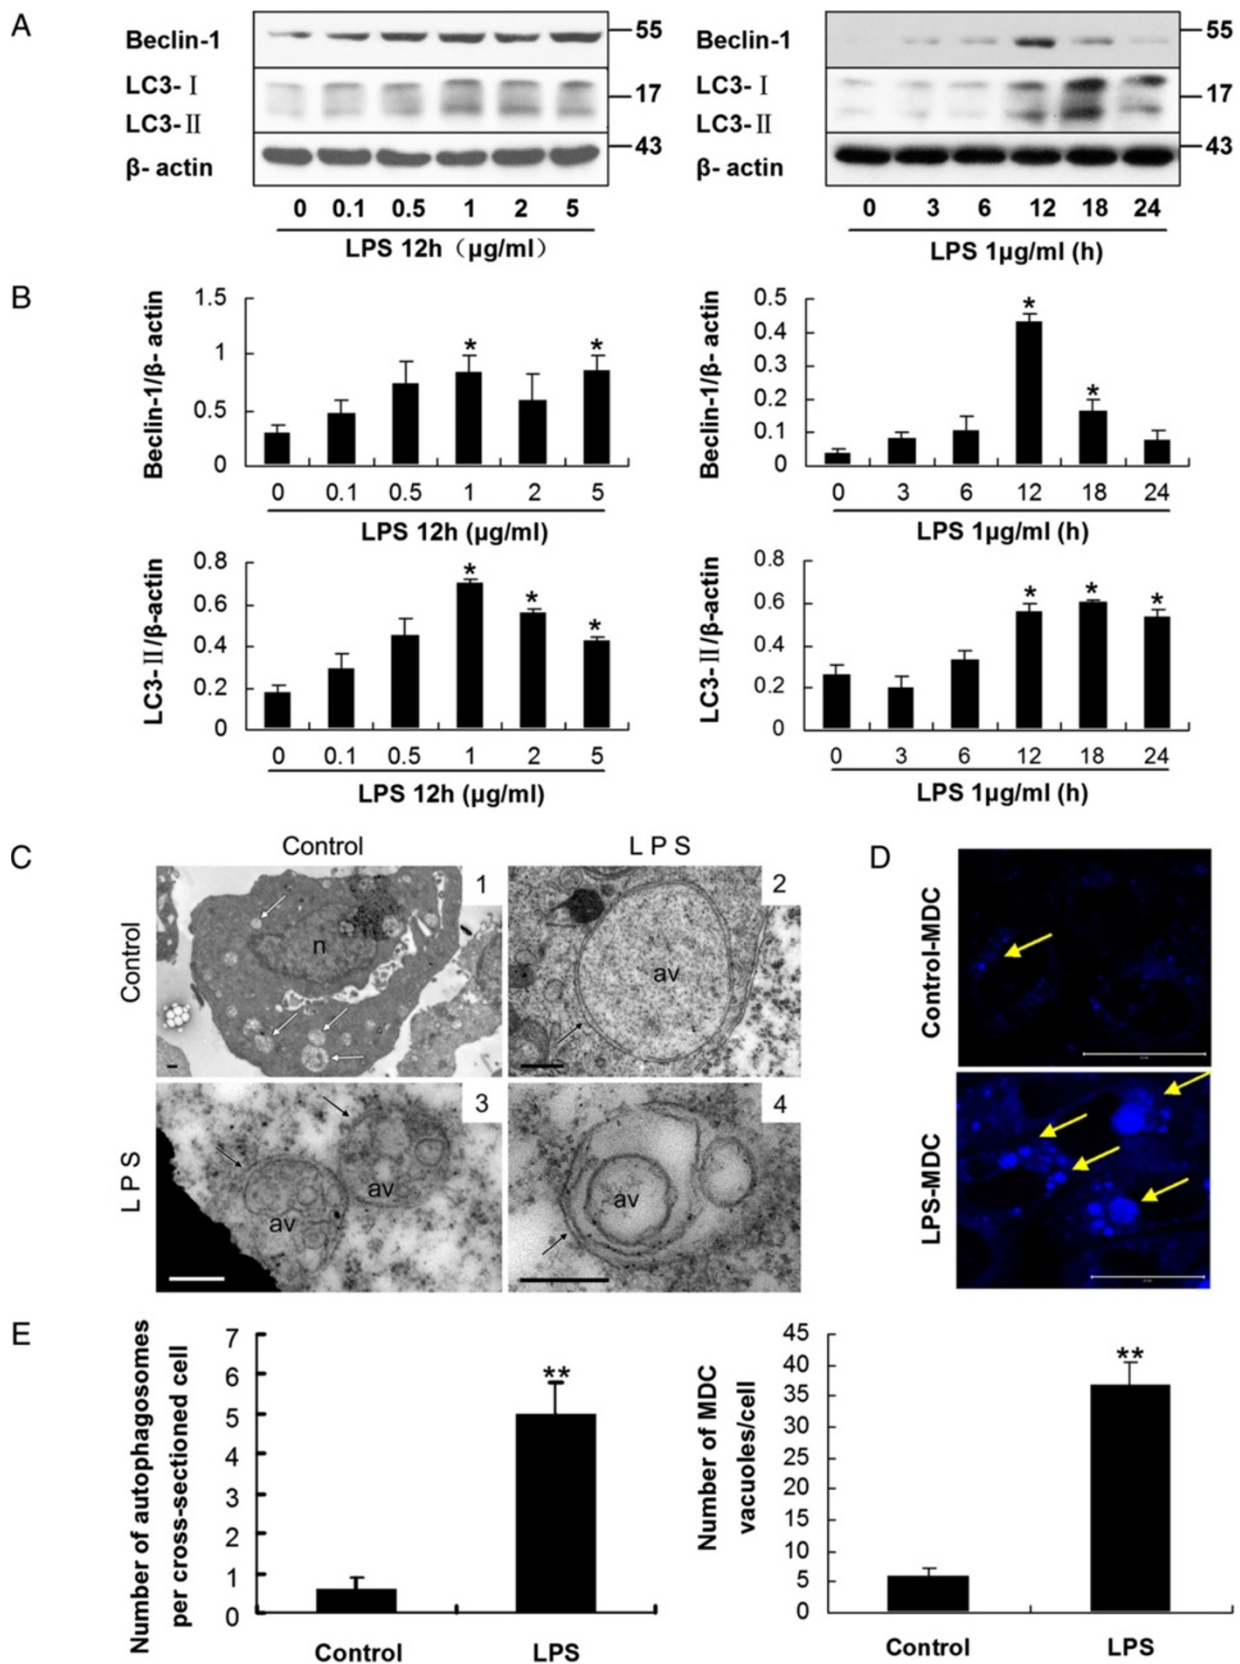 A
Beclin-1
LC3- Ⅰ
LC3- Ⅱ
β- actin
55
17
43
0 0.1 0.5 1 2 5
LPS 12h（μg/ml）
Beclin-1
LC3- Ⅰ
LC3- Ⅱ
β- actin
55
17
43
0 3 6 12 18 24
LPS 1μg/ml (h)
B
Beclin-1/β- actin
1.5
1
0.5
0
* *
0 0.1 0.5 1 2 5
LPS 12h (μg/ml)
Beclin-1/β- actin
0.5
0.4
0.3
0.2
0.1
0
* *
0 3 6 12 18 24
LPS 1μg/ml (h)
LC3-Ⅱ/β-actin
0.8
0.6
0.4
0.2
0
* * *
0 0.1 0.5 1 2 5
LPS 12h (μg/ml)
LC3-Ⅱ/β-actin
0.8
0.6
0.4
0.2
0
* * *
0 3 6 12 18 24
LPS 1μg/ml (h)
C
Control
L P S
Control
L P S
1
n
2
av
3
av
av
4
av
D
Control-MDC
LPS-MDC
E
Number of autophagosomes
per cross-sectioned cell
7
6
5
4
3
2
1
0
**
Control LPS
Number of MDC
vacuoles/cell
45
40
35
30
25
20
15
10
5
0
**
Control LPS